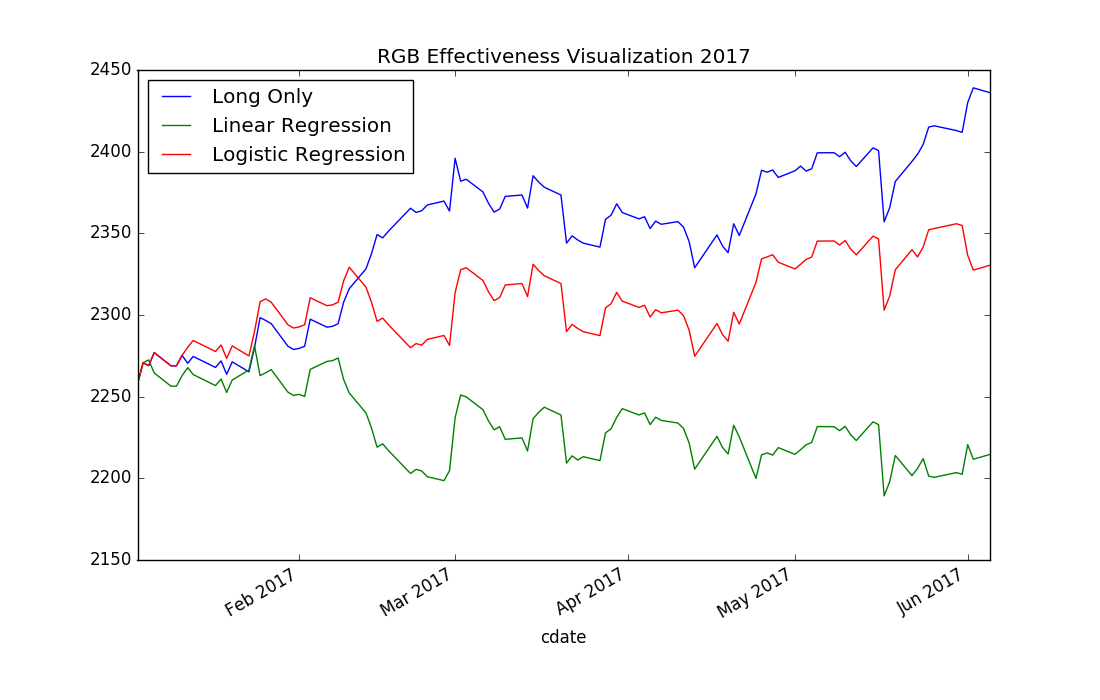 RGB Effectiveness Visualization 2017
2450
2400
2350
2300
2250
2200
2150
Long Only
Linear Regression
Logistic Regression
Feb 2017
Mar 2017
Apr 2017
May 2017
Jun 2017
cdate